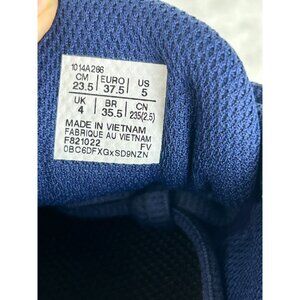 1014A266
CM EURO US
23.5 37.5 5
UK BR CN
4 35.5 235(2.5)
MADE IN VIETNAM
FABRIQUE AU VIETNAM
F821022 FV
0BC6DFXGxSD9NZN